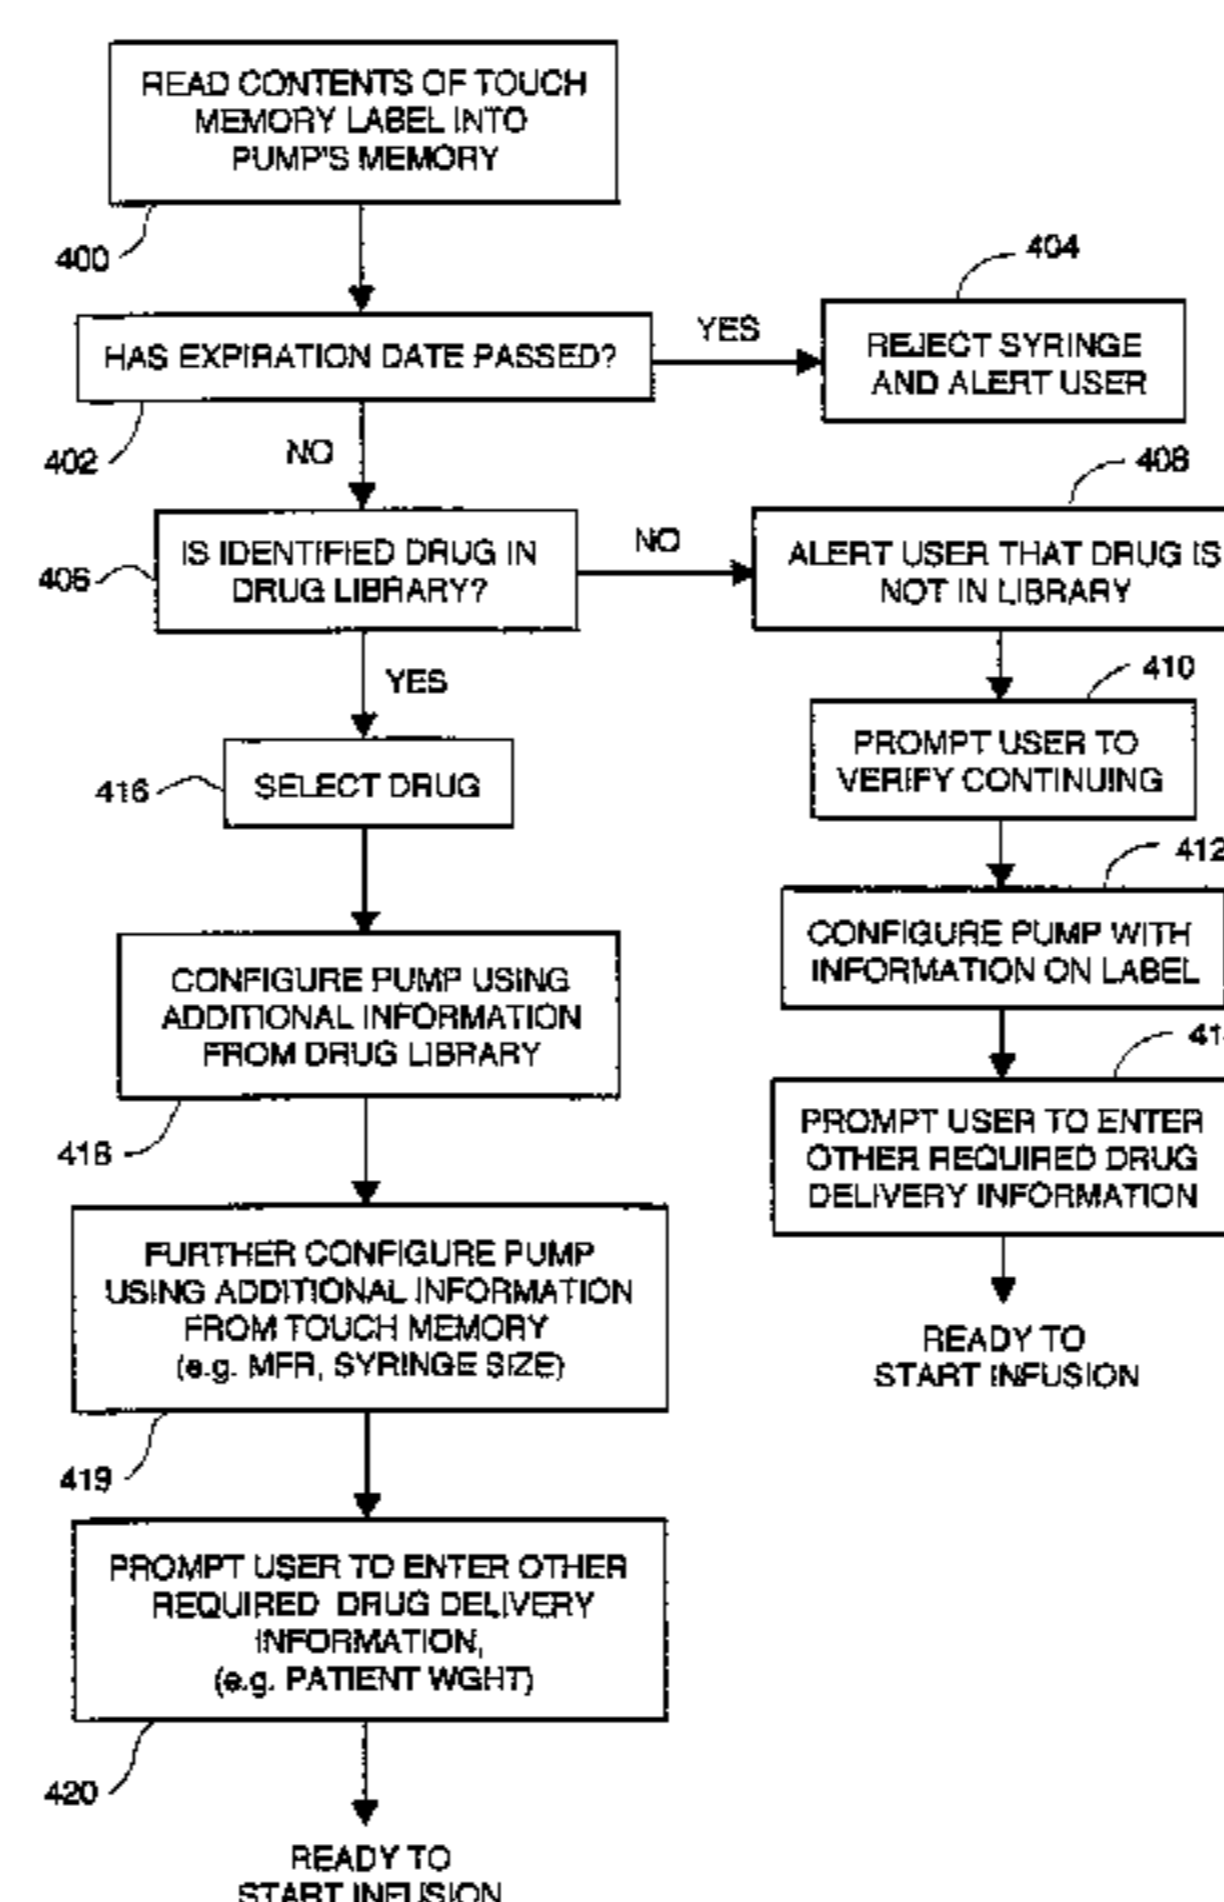 READ CONTENTS OF TOUCH
MEMORY LABEL INTO
PUMP'S MEMORY
400
404
HAS EXPIRATION DATE PASSED?
YES
REJECT SYRINGE
AND ALERT USER
402
NO
408
IS IDENTIFIED DRUG IN
DRUG LIBRARY?
406
NO
ALERT USER THAT DRUG IS
NOT IN LIBRARY
YES
410
416
SELECT DRUG
PROMPT USER TO
VERIFY CONTINUING
412
CONFIGURE PUMP USING
ADDITIONAL INFORMATION
FROM DRUG LIBRARY
CONFIGURE PUMP WITH
INFORMATION ON LABEL
418
PROMPT USER TO ENTER
OTHER REQUIRED DRUG
DELIVERY INFORMATION
FURTHER CONFIGURE PUMP
USING ADDITIONAL INFORMATION
FROM TOUCH MEMORY
(e.g. MFR, SYRINGE SIZE)
READY TO
START INFUSION
419
PROMPT USER TO ENTER OTHER
REQUIRED DRUG DELIVERY
INFORMATION,
(e.g. PATIENT WGHT)
420
READY TO
START INFUSION